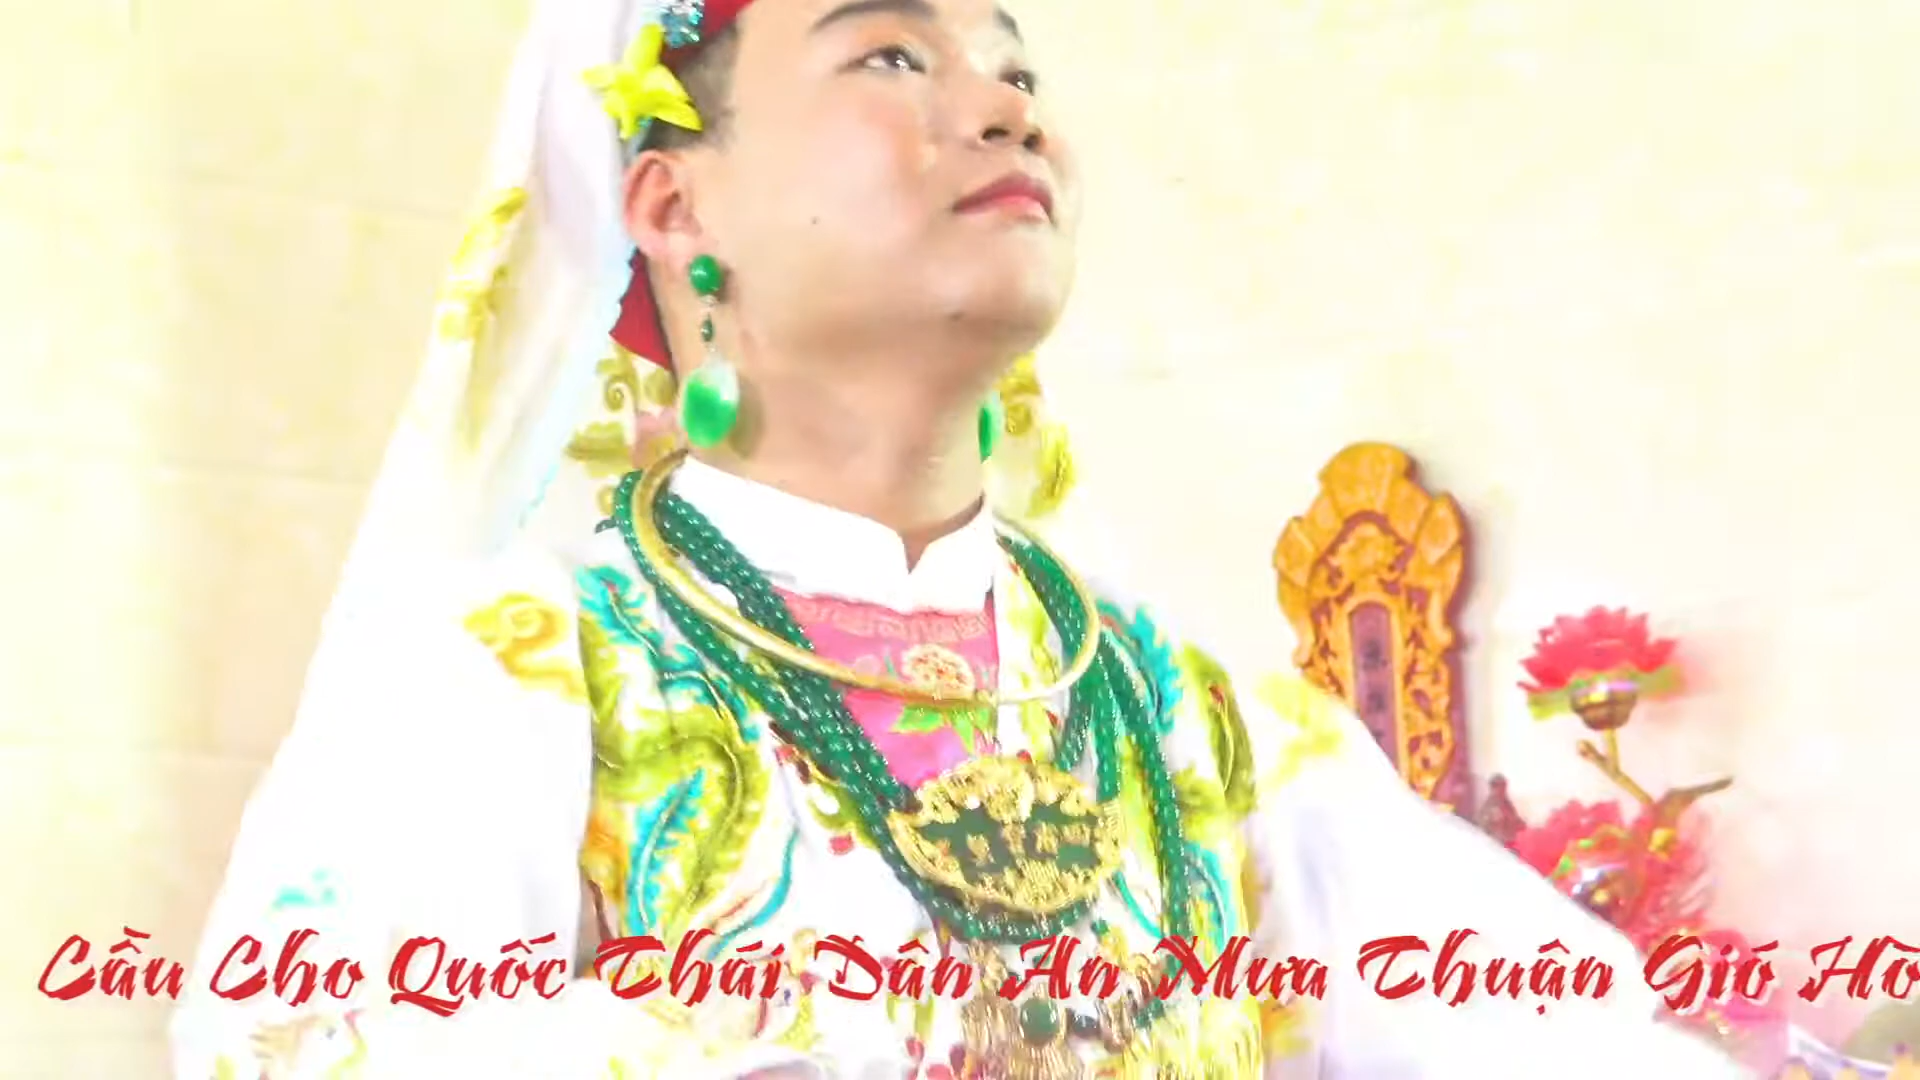 Cầu Cho Quốc Thái Dân An Mưa Thuận Gió Hò